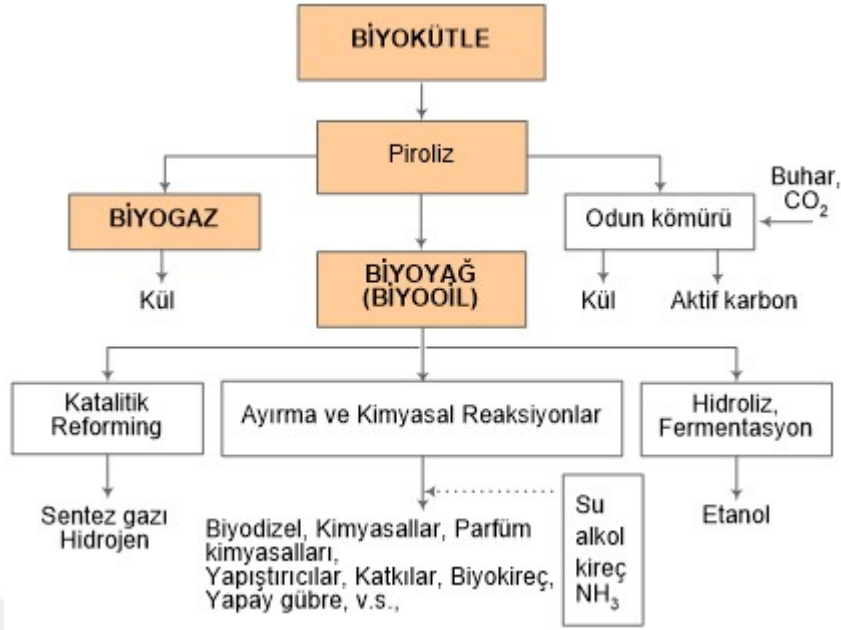 BİYOKÜTLE
Piroliz
BİYOGAZ
Odun kömürü
Buhar,
CO₂
Kül
BİYOYAĞ
(BİYOOİL)
Kül
Aktif karbon
Katalitik
Reforming
Ayırma ve Kimyasal Reaksiyonlar
Hidroliz,
Fermentasyon
Sentez gazı
Hidrojen
Biyodizel, Kimyasallar, Parfüm
kimyasalları,
Yapıştırıcılar, Katkılar, Biyokireç,
Yapay gübre, v.s.,
Su
alkol
kireç
NH₃
Etanol